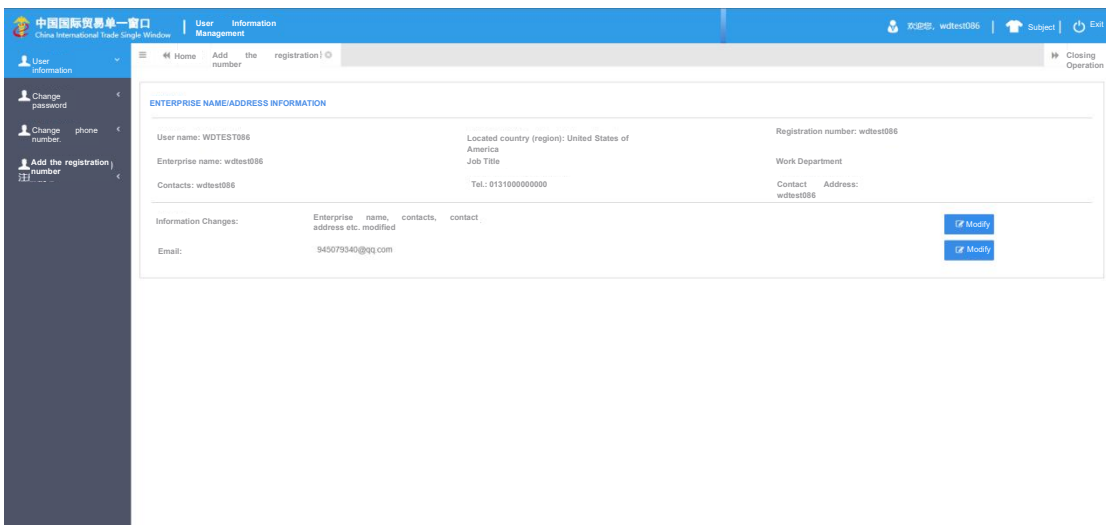 中国国际贸易单一窗口
China International Trade Single Window
User Information
Management
欢迎您，wdtest086
Subject
Exit
User
information
Change
password
Change phone
number.
Add the registration
number
注
Home
Add the registration
number
Closing
Operation
ENTERPRISE NAME/ADDRESS INFORMATION
User name: WDTEST086
Located country (region): United States of
America
Registration number: wdtest086
Enterprise name: wdtest086
Job Title
Work Department
Contacts: wdtest086
Tel.: 0131000000000
Contact Address:
wdtest086
Information Changes:
Enterprise name, contacts, contact
address etc. modified
Modify
Email:
945079340@qq.com
Modify